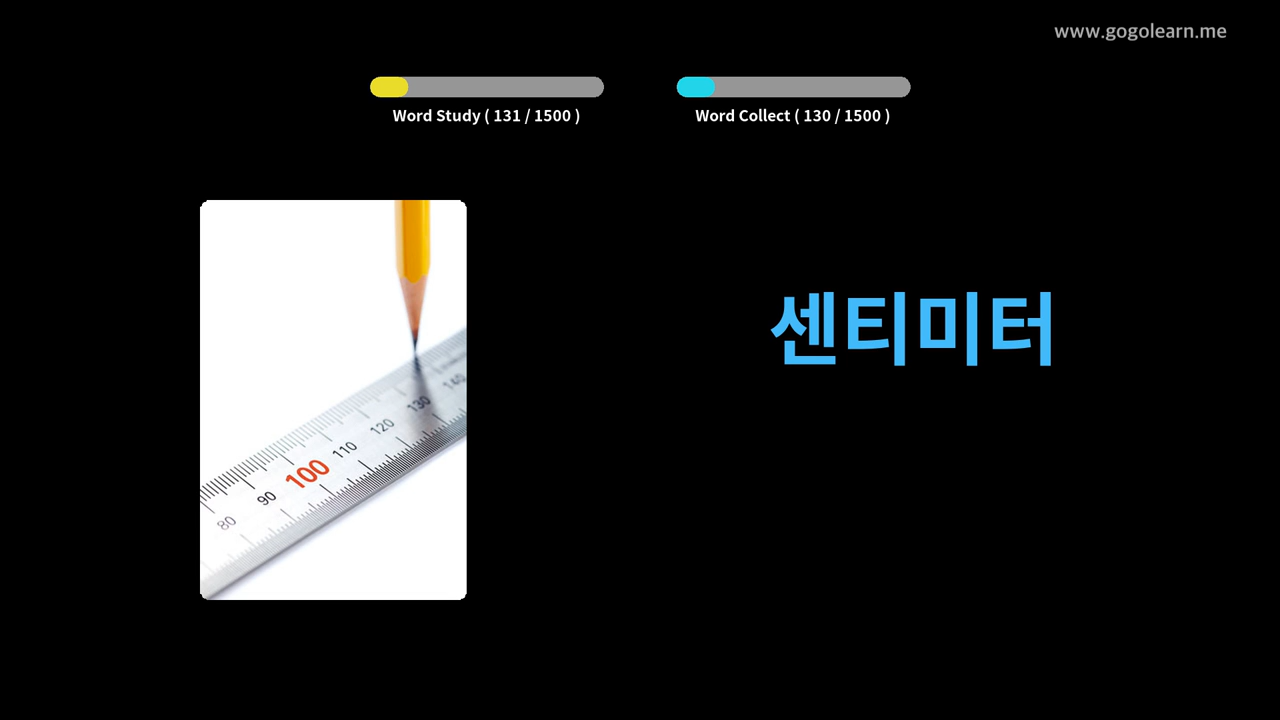 www.gogolearn.me
Word Study ( 131 / 1500 )
Word Collect ( 130 / 1500 )
센티미터
80
90
100
110
120
130
140